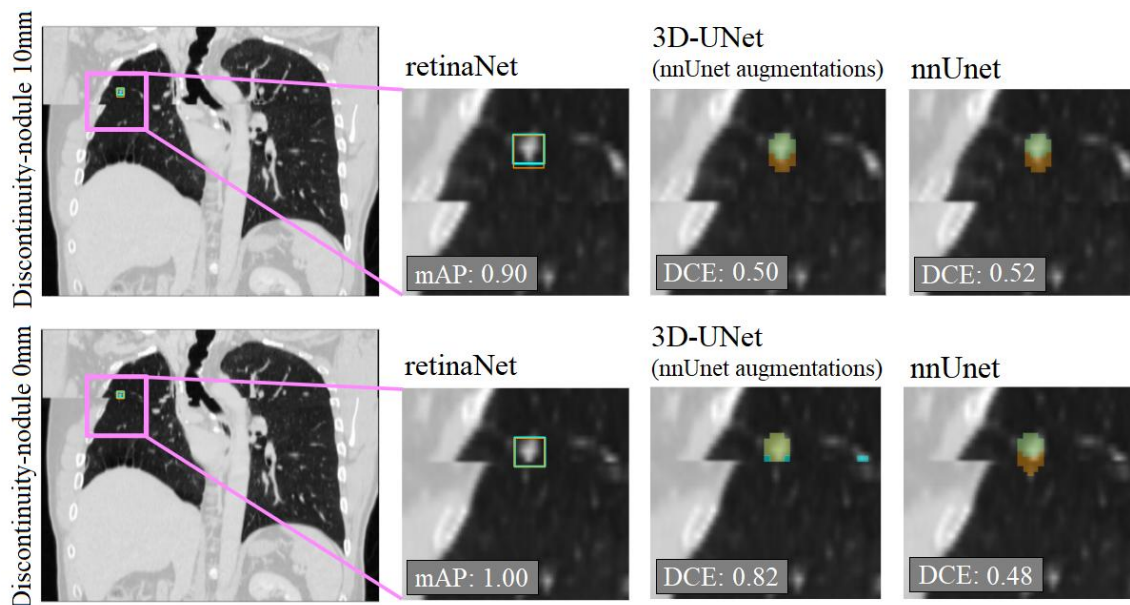 Discontinuity-nodule 10mm
retinaNet
3D-UNet
(nnUnet augmentations)
nnUnet
mAP: 0.90
DCE: 0.50
DCE: 0.52
Discontinuity-nodule 0mm
retinaNet
3D-UNet
(nnUnet augmentations)
nnUnet
mAP: 1.00
DCE: 0.82
DCE: 0.48